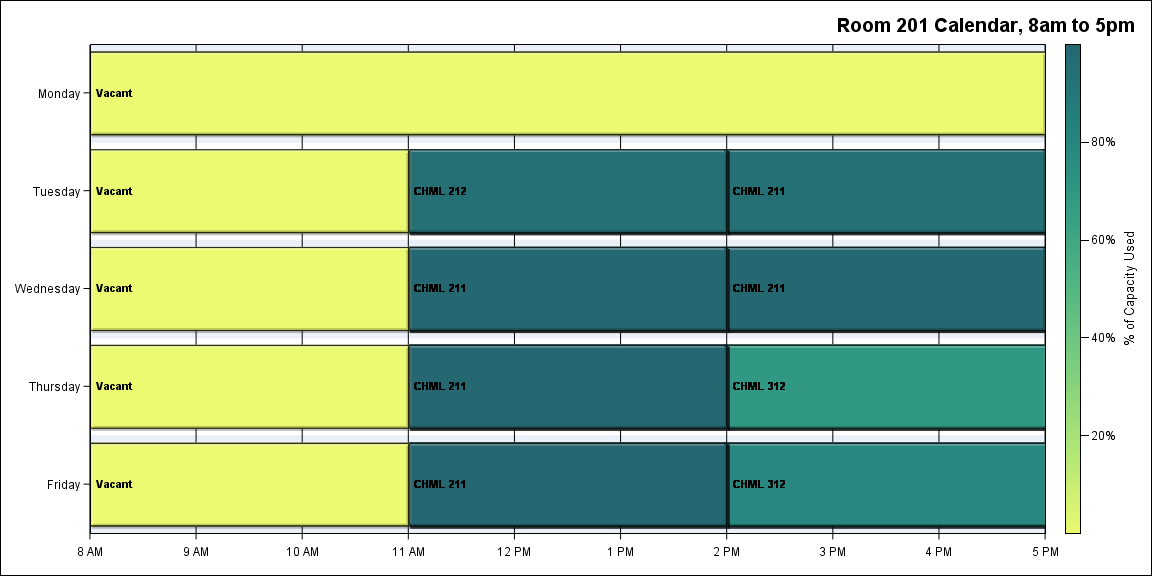 Room 201 Calendar, 8am to 5pm
Monday
Vacant
Tuesday
Vacant
CHML 212
CHML 211
Wednesday
Vacant
CHML 211
CHML 211
Thursday
Vacant
CHML 211
CHML 312
Friday
Vacant
CHML 211
CHML 312
8 AM
9 AM
10 AM
11 AM
12 PM
1 PM
2 PM
3 PM
4 PM
5 PM
80%
60%
40%
20%
% of Capacity Used